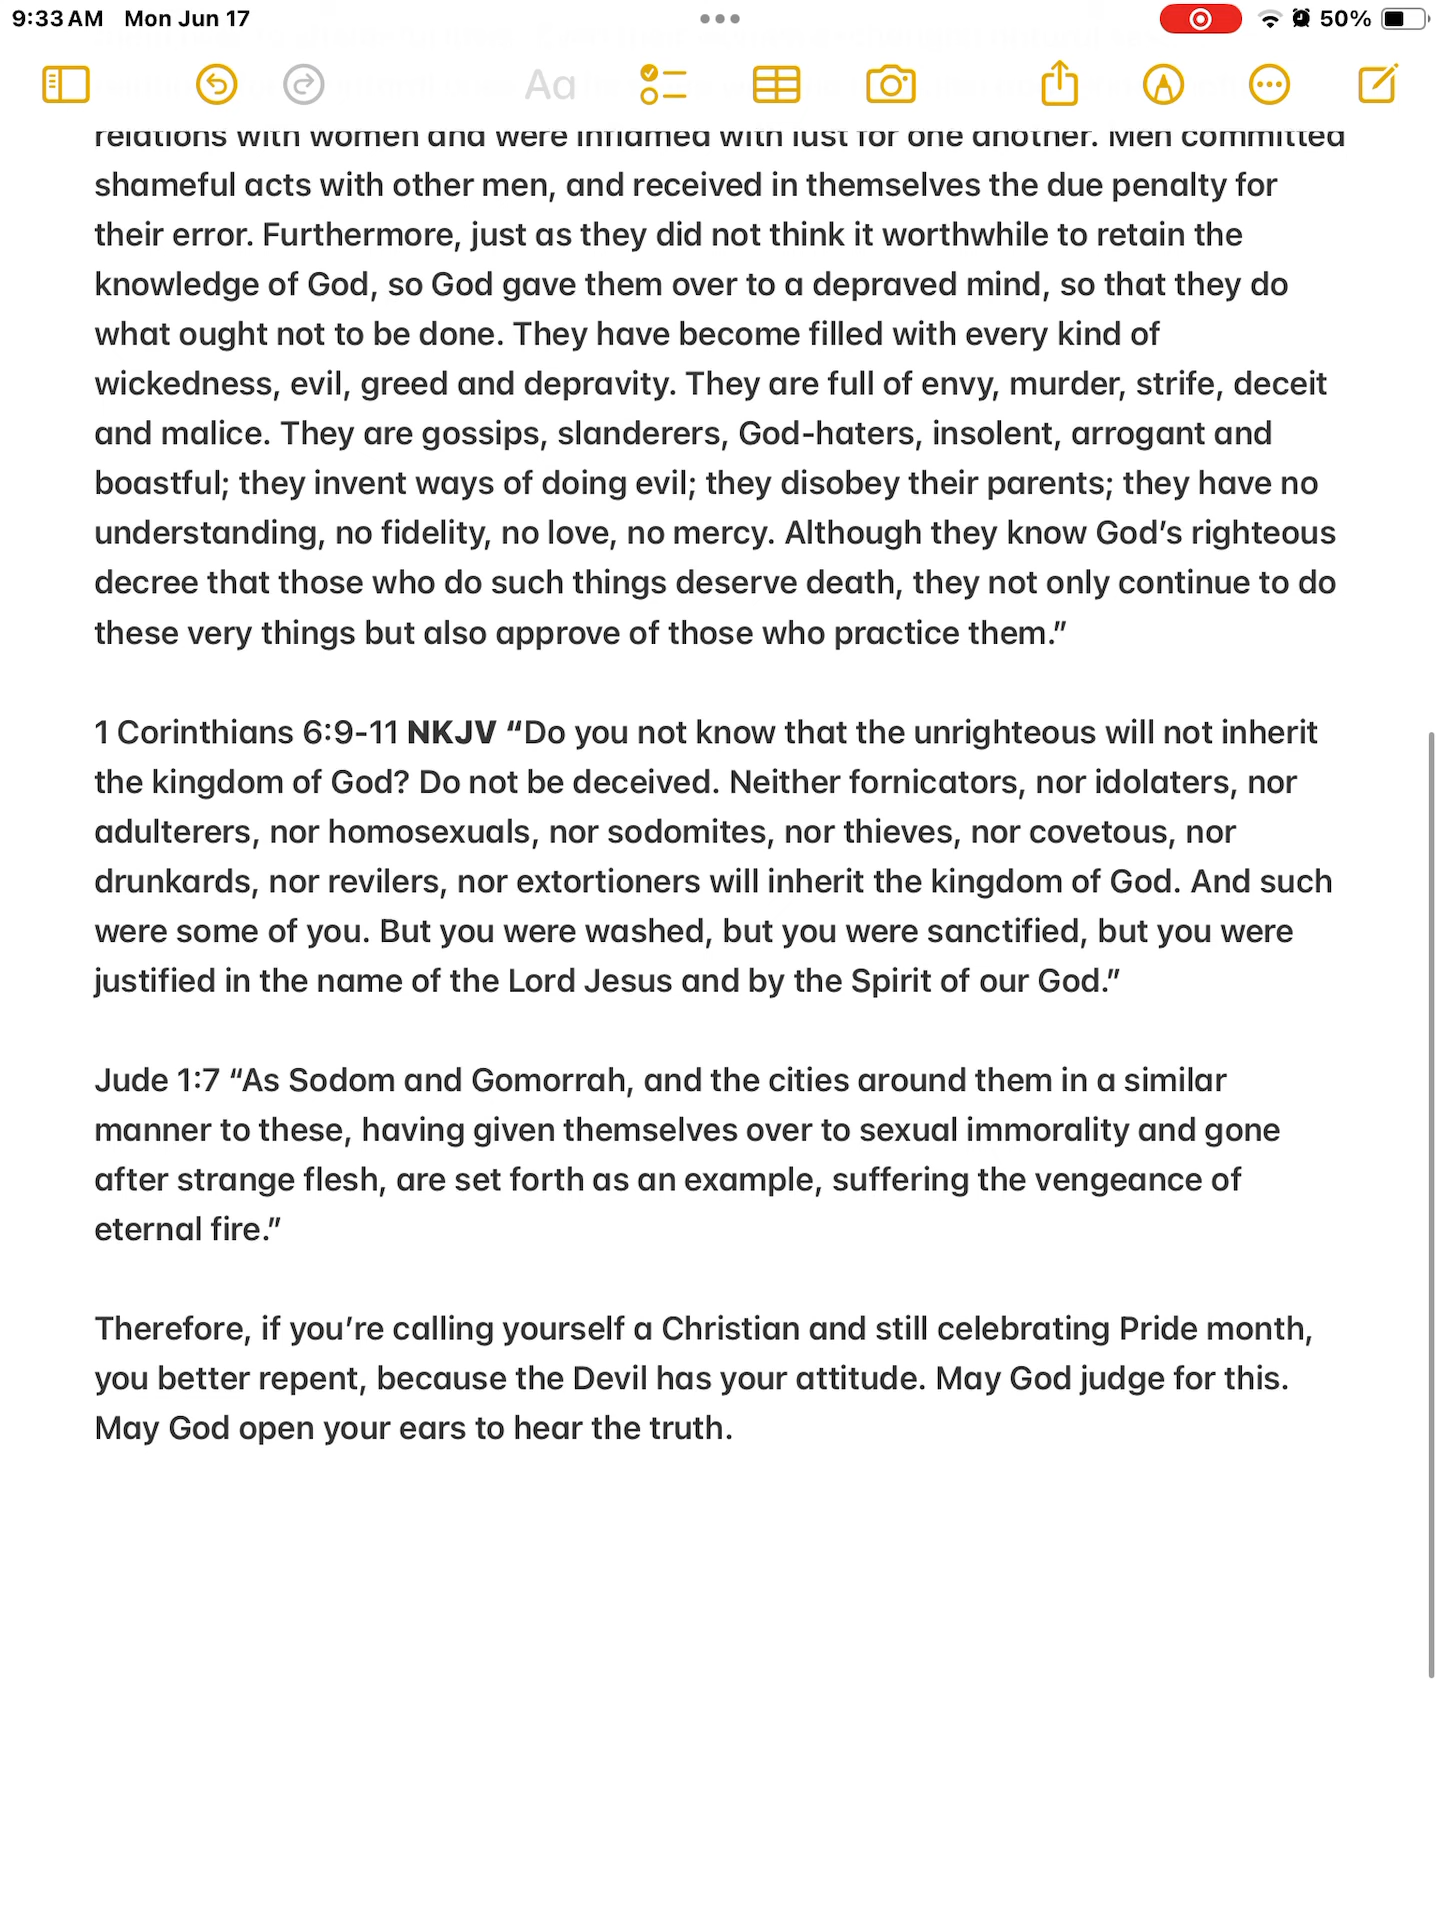 9:33 AM Mon Jun 17
50%
Aa
relations with women and were inflamed with lust for one another. Men committed
shameful acts with other men, and received in themselves the due penalty for
their error. Furthermore, just as they did not think it worthwhile to retain the
knowledge of God, so God gave them over to a depraved mind, so that they do
what ought not to be done. They have become filled with every kind of
wickedness, evil, greed and depravity. They are full of envy, murder, strife, deceit
and malice. They are gossips, slanderers, God-haters, insolent, arrogant and
boastful; they invent ways of doing evil; they disobey their parents; they have no
understanding, no fidelity, no love, no mercy. Although they know God’s righteous
decree that those who do such things deserve death, they not only continue to do
these very things but also approve of those who practice them.”
1 Corinthians 6:9-11 NKJV “Do you not know that the unrighteous will not inherit
the kingdom of God? Do not be deceived. Neither fornicators, nor idolaters, nor
adulterers, nor homosexuals, nor sodomites, nor thieves, nor covetous, nor
drunkards, nor revilers, nor extortioners will inherit the kingdom of God. And such
were some of you. But you were washed, but you were sanctified, but you were
justified in the name of the Lord Jesus and by the Spirit of our God.”
Jude 1:7 “As Sodom and Gomorrah, and the cities around them in a similar
manner to these, having given themselves over to sexual immorality and gone
after strange flesh, are set forth as an example, suffering the vengeance of
eternal fire.”
Therefore, if you’re calling yourself a Christian and still celebrating Pride month,
you better repent, because the Devil has your attitude. May God judge for this.
May God open your ears to hear the truth.